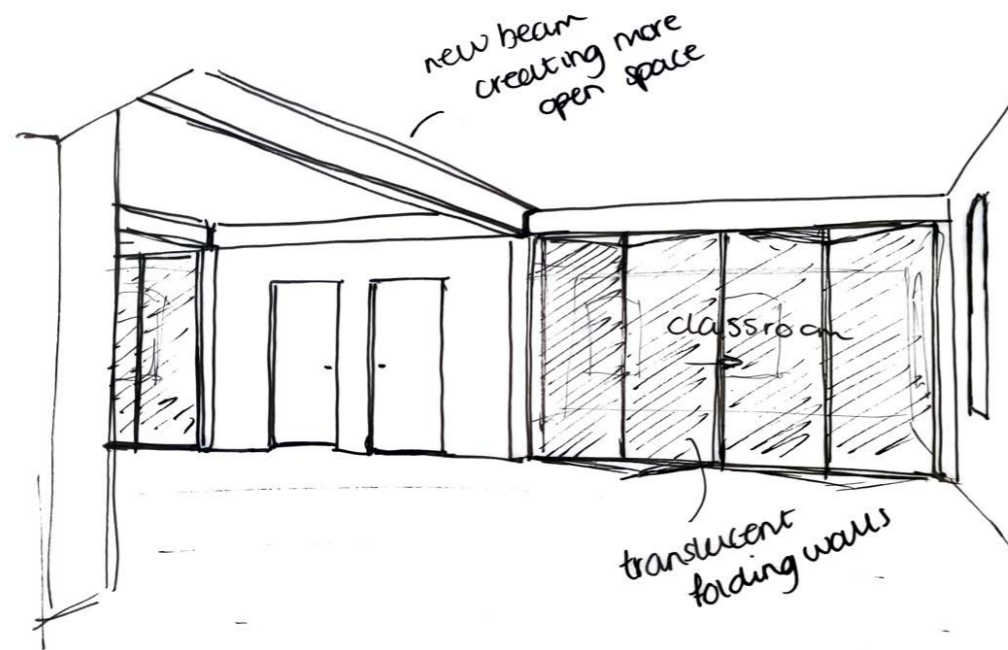 new beam
creating more
open space
classroom
translucent
folding walls